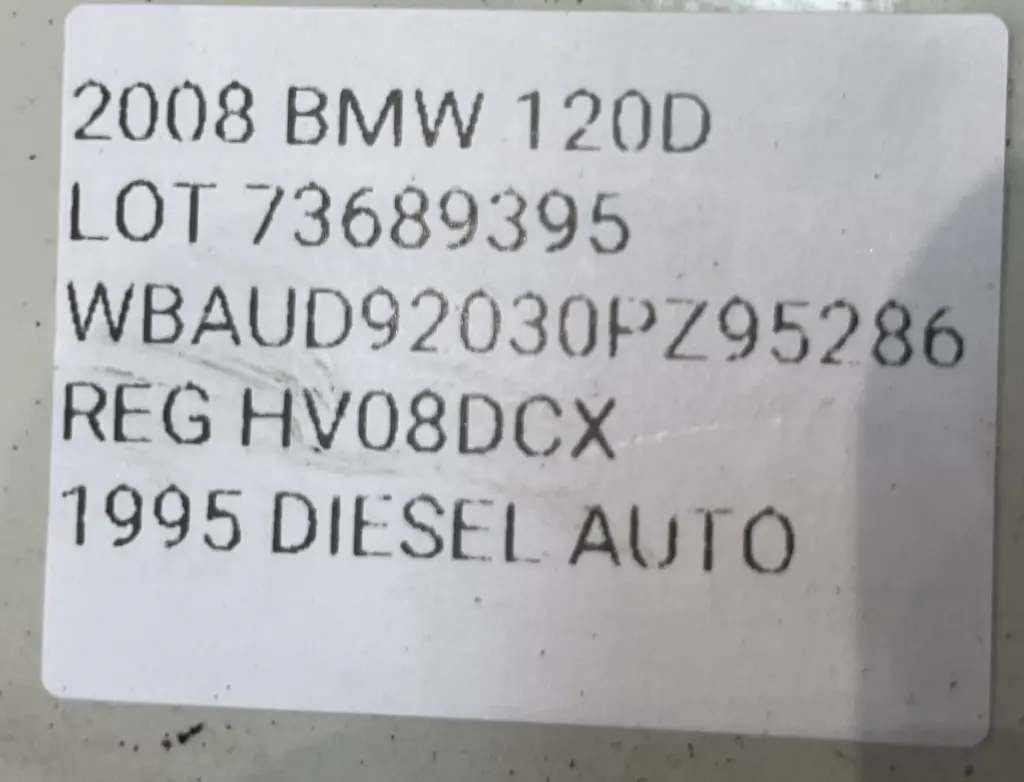 2008 BMW 120D
LOT 73689395
WBAUD92030PZ95286
REG HV08DCX
1995 DIESEL AUTO